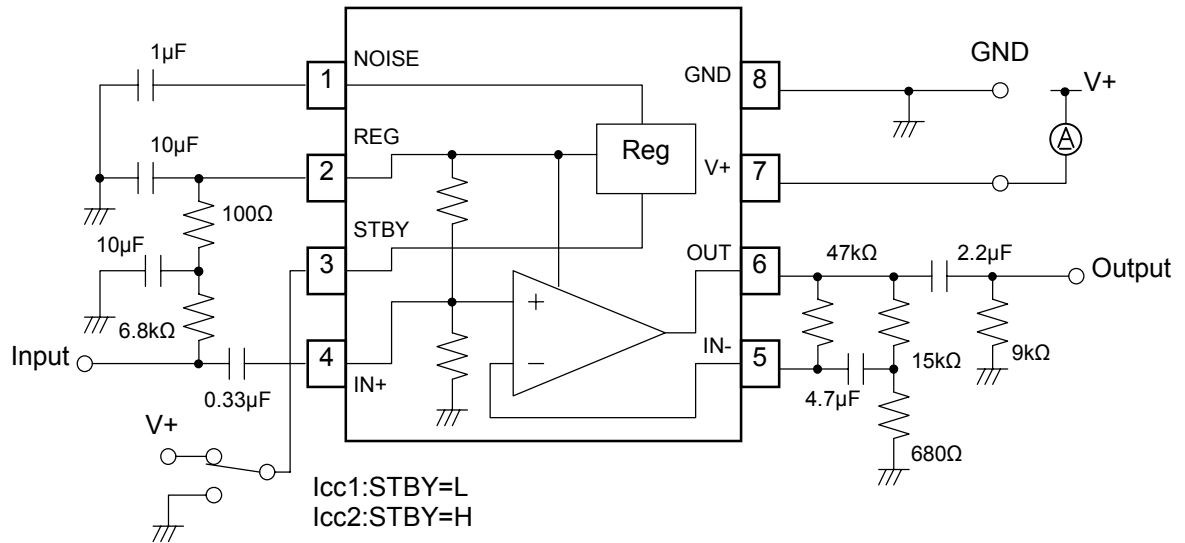 1µF
NOISE
1
10µF
REG
2
100Ω
10µF
STBY
3
6.8kΩ
Input
4
IN+
0.33µF
V+
Reg
+
−
GND
8
GND
V+
A
V+
7
OUT
6
47kΩ
2.2µF
Output
IN-
5
15kΩ
9kΩ
4.7µF
680Ω
Icc1:STBY=L
Icc2:STBY=H